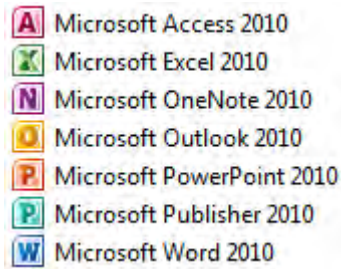 A Microsoft Access 2010
X Microsoft Excel 2010
N Microsoft OneNote 2010
O Microsoft Outlook 2010
P Microsoft PowerPoint 2010
P Microsoft Publisher 2010
W Microsoft Word 2010